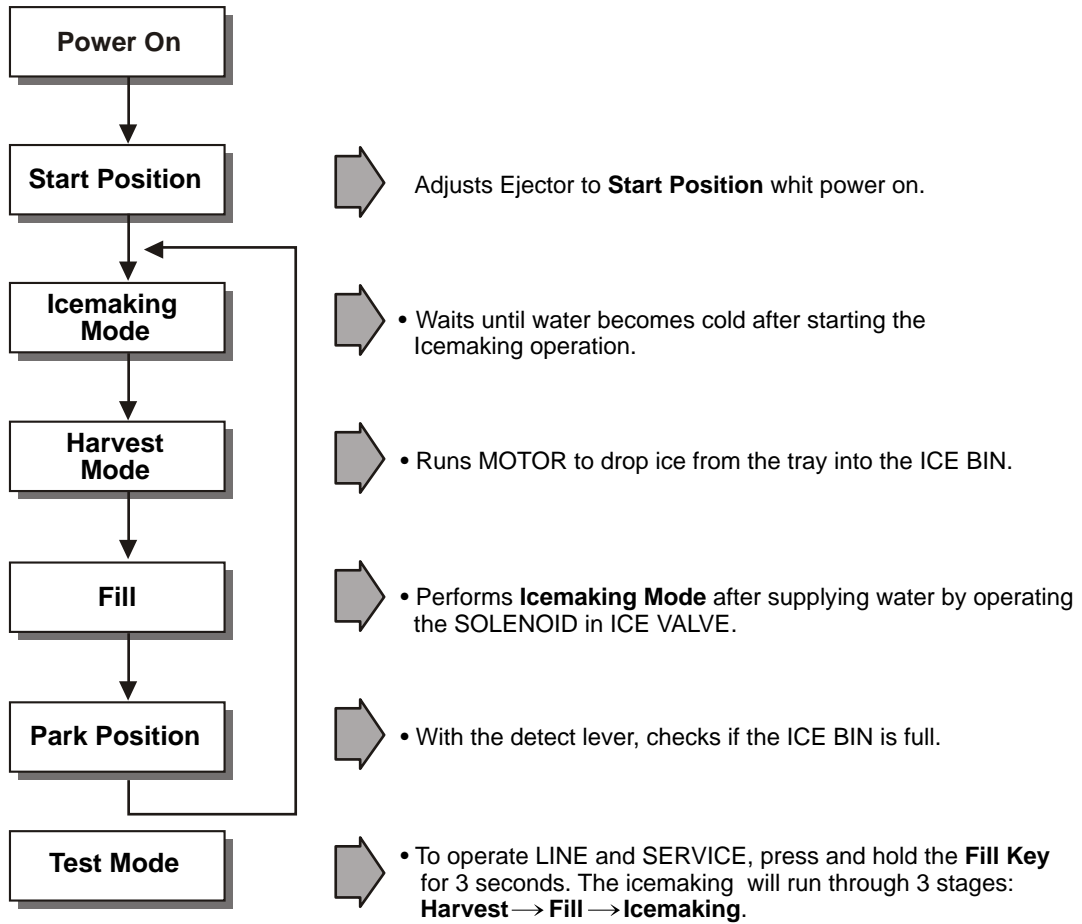 Power On
Start Position
Adjusts Ejector to Start Position whit power on.
Icemaking
Mode
• Waits until water becomes cold after starting the
Icemaking operation.
Harvest
Mode
• Runs MOTOR to drop ice from the tray into the ICE BIN.
Fill
• Performs Icemaking Mode after supplying water by operating
the SOLENOID in ICE VALVE.
Park Position
• With the detect lever, checks if the ICE BIN is full.
Test Mode
• To operate LINE and SERVICE, press and hold the Fill Key
for 3 seconds. The icemaking will run through 3 stages:
Harvest → Fill → Icemaking.